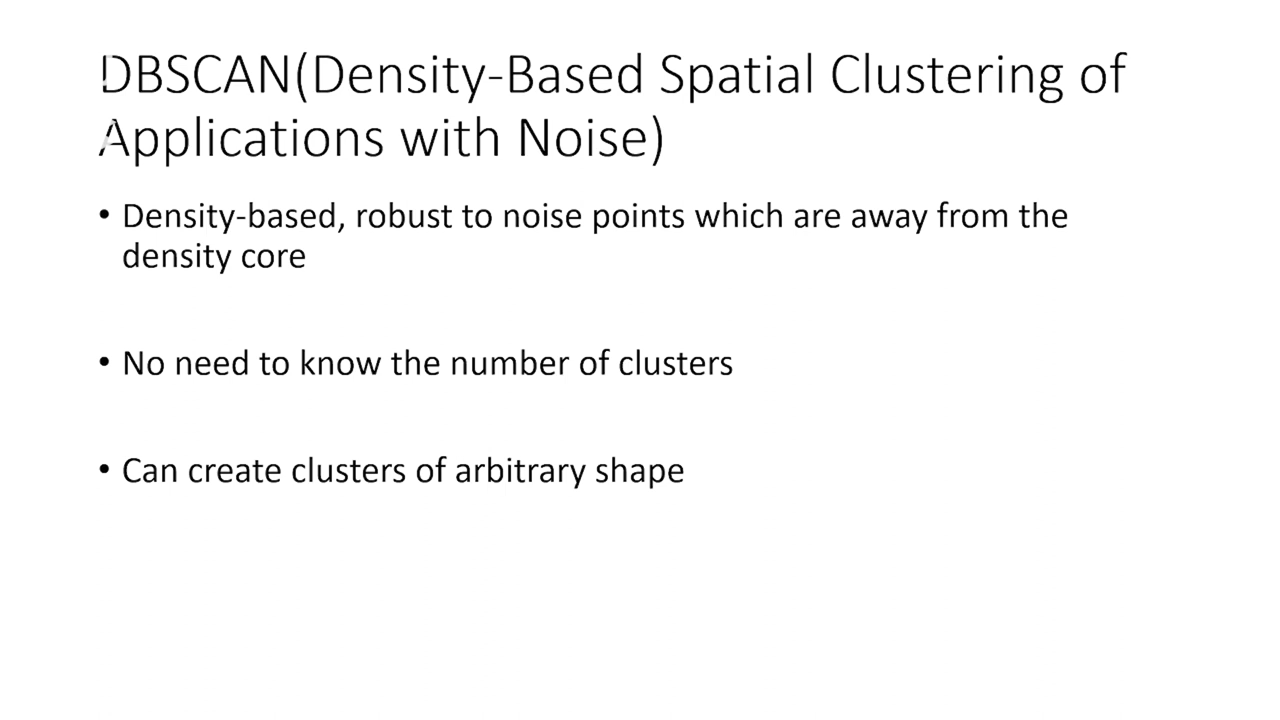 DBSCAN(Density-Based Spatial Clustering of
Applications with Noise)
• Density-based, robust to noise points which are away from the
density core
• No need to know the number of clusters
• Can create clusters of arbitrary shape